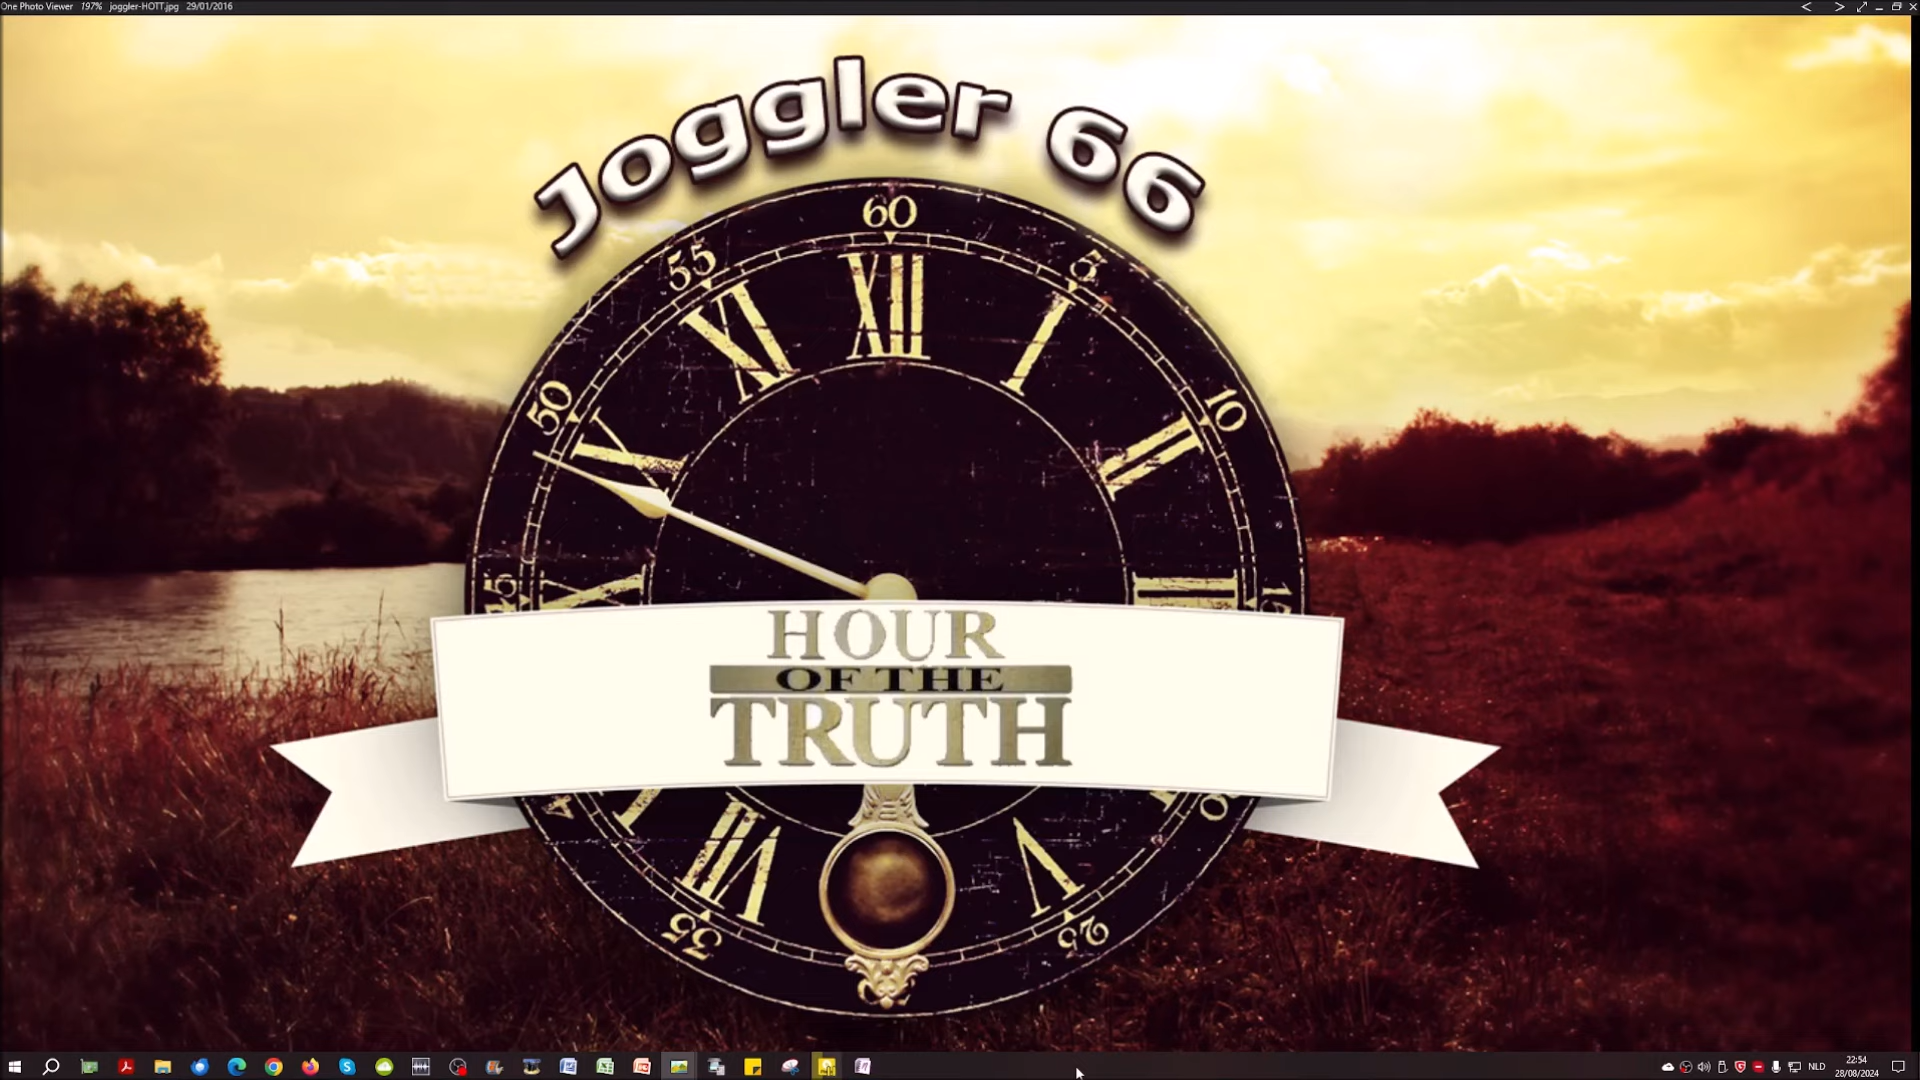 One Photo Viewer 197% joggler-HOTT.jpg 29/01/2016
Joggler 66
60
55
5
XII
XI
I
50
10
X
II
HOUR
OF THE
TRUTH
VII
V
35
25
NLD
22:54
28/08/2024